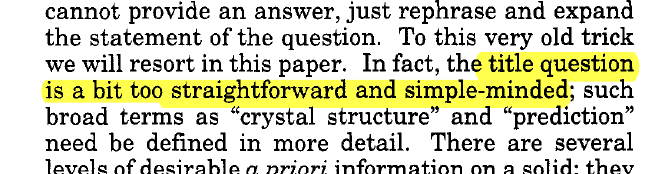 cannot provide an answer, just rephrase and expand
the statement of the question. To this very old trick
we will resort in this paper. In fact, the title question
is a bit too straightforward and simple-minded; such
broad terms as “crystal structure” and “prediction”
need be defined in more detail. There are several
levels of desirable a priori information on a solid; they